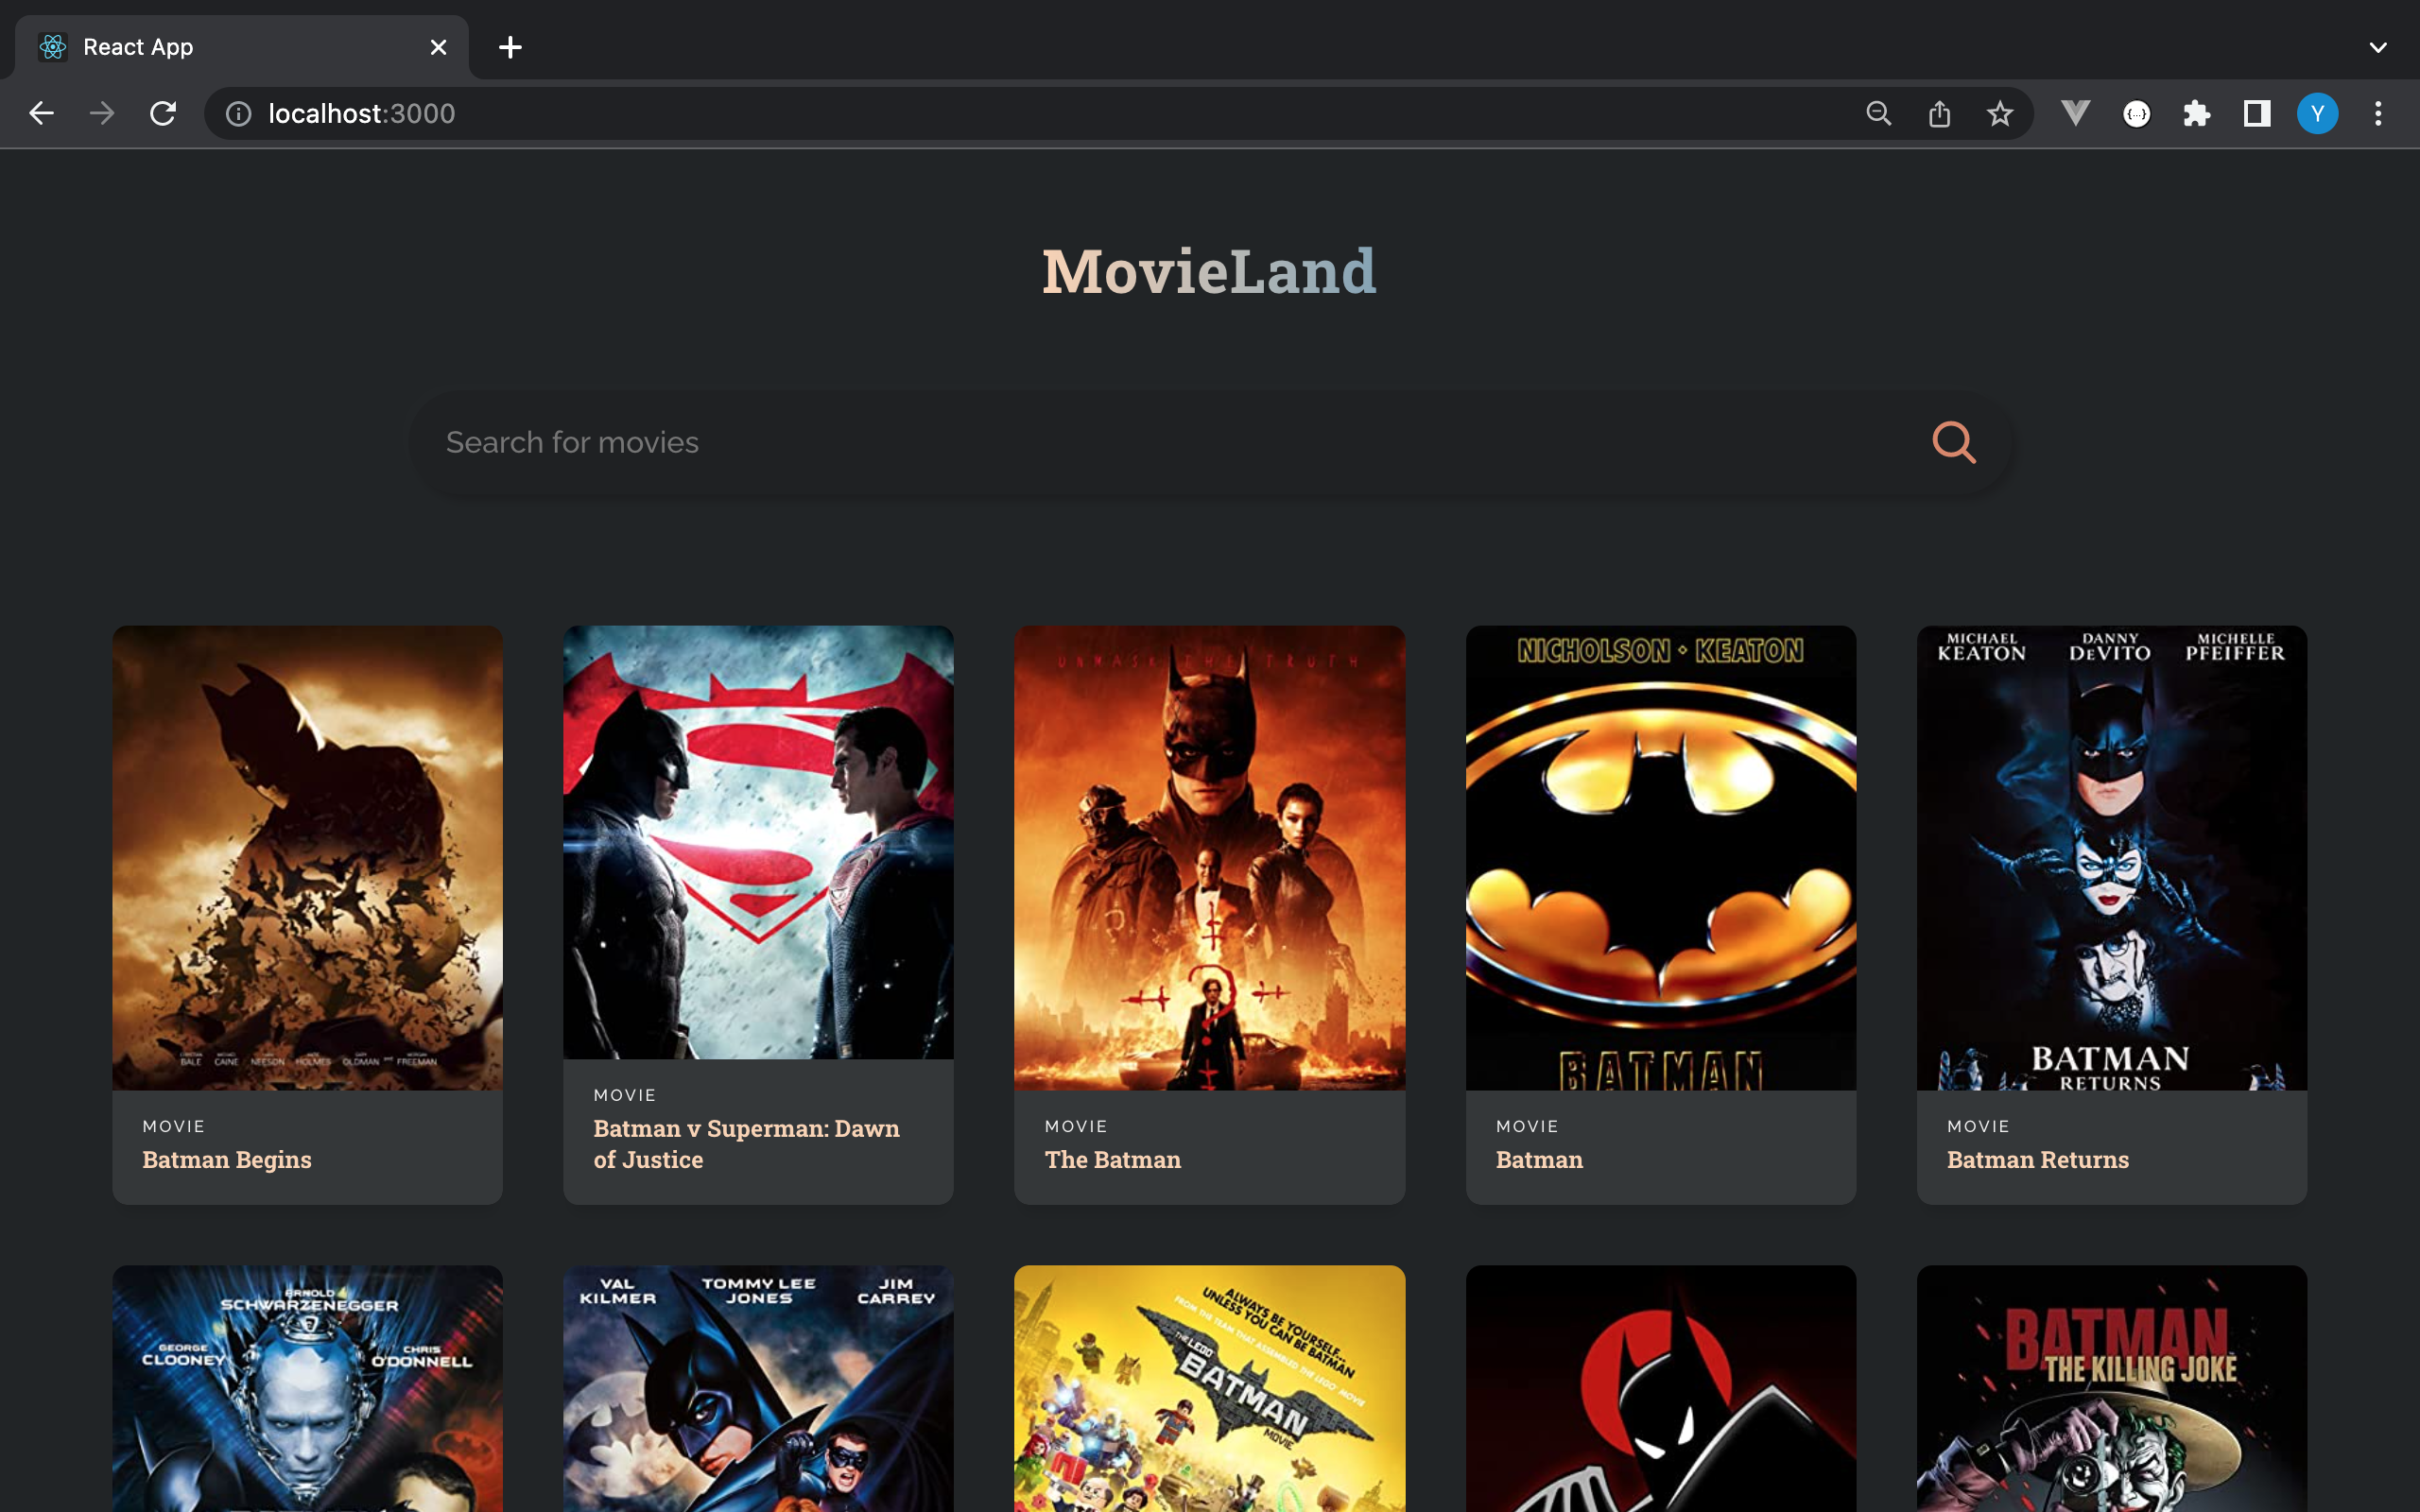 React App
localhost:3000
Y
MovieLand
Search for movies
BALE CAINE NEESON HOLMES OLDMAN and FREEMAN
MOVIE
Batman Begins
MOVIE
Batman v Superman: Dawn
of Justice
UNMASK THE TRUTH
MOVIE
The Batman
NICHOLSON • KEATON
BATMAN
MOVIE
Batman
MICHAEL KEATON
DANNY DEVITO
MICHELLE PFEIFFER
BATMAN
RETURNS
MOVIE
Batman Returns
ARNOLD
SCHWARZENEGGER
GEORGE
CLOONEY
CHRIS
O'DONNELL
VAL
KILMER
TOMMY LEE
JONES
JIM
CARREY
ALWAYS BE YOURSELF...
UNLESS YOU CAN BE BATMAN
FROM THE TEAM THAT ASSEMBLED THE LEGO MOVIE
THE LEGO
BATMAN
MOVIE
BATMAN
THE KILLING JOKE